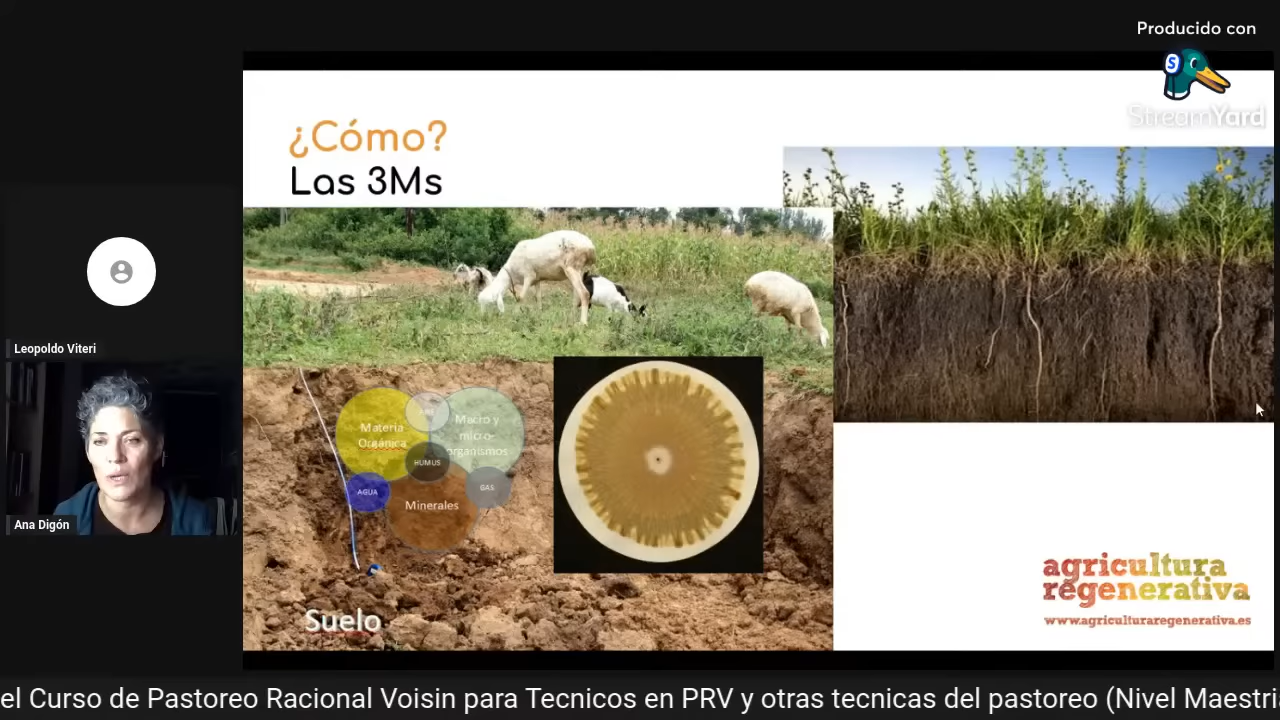 Producido con
StreamYard
¿Cómo?
Las 3Ms
Materia
Orgánica
Macro y
micro-
organismos
HUMUS
AGUA
GAS
Minerales
Suelo
Leopoldo Viteri
Ana Digón
agricultura
regenerativa
www.agriculturaregenerativa.es
el Curso de Pastoreo Racional Voisin para Tecnicos en PRV y otras tecnicas del pastoreo (Nivel Maestri